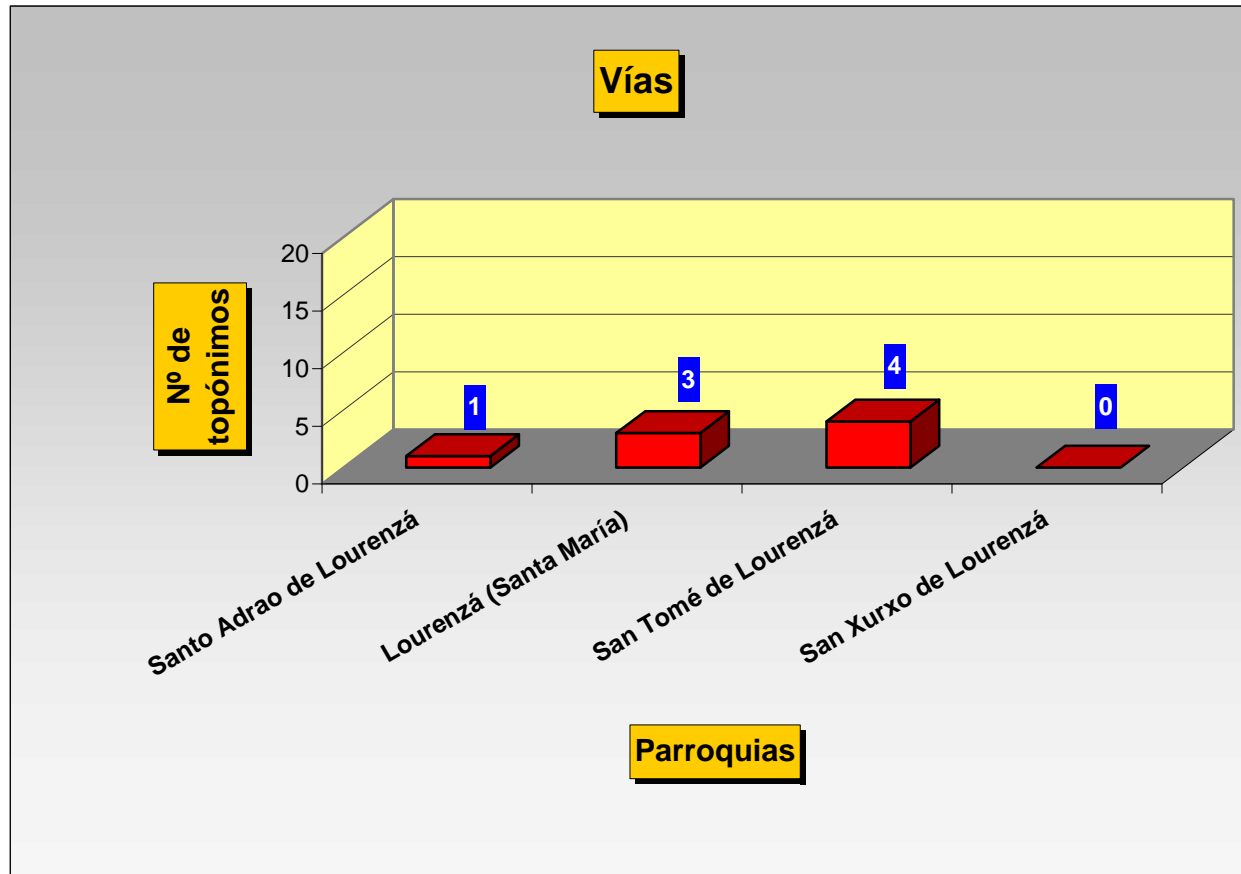 Vías
Nº de
topónimos
20
15
10
5
0
1
3
4
0
Santo Adrao de Lourenzá
Lourenzá (Santa María)
San Tomé de Lourenzá
San Xurxo de Lourenzá
Parroquias